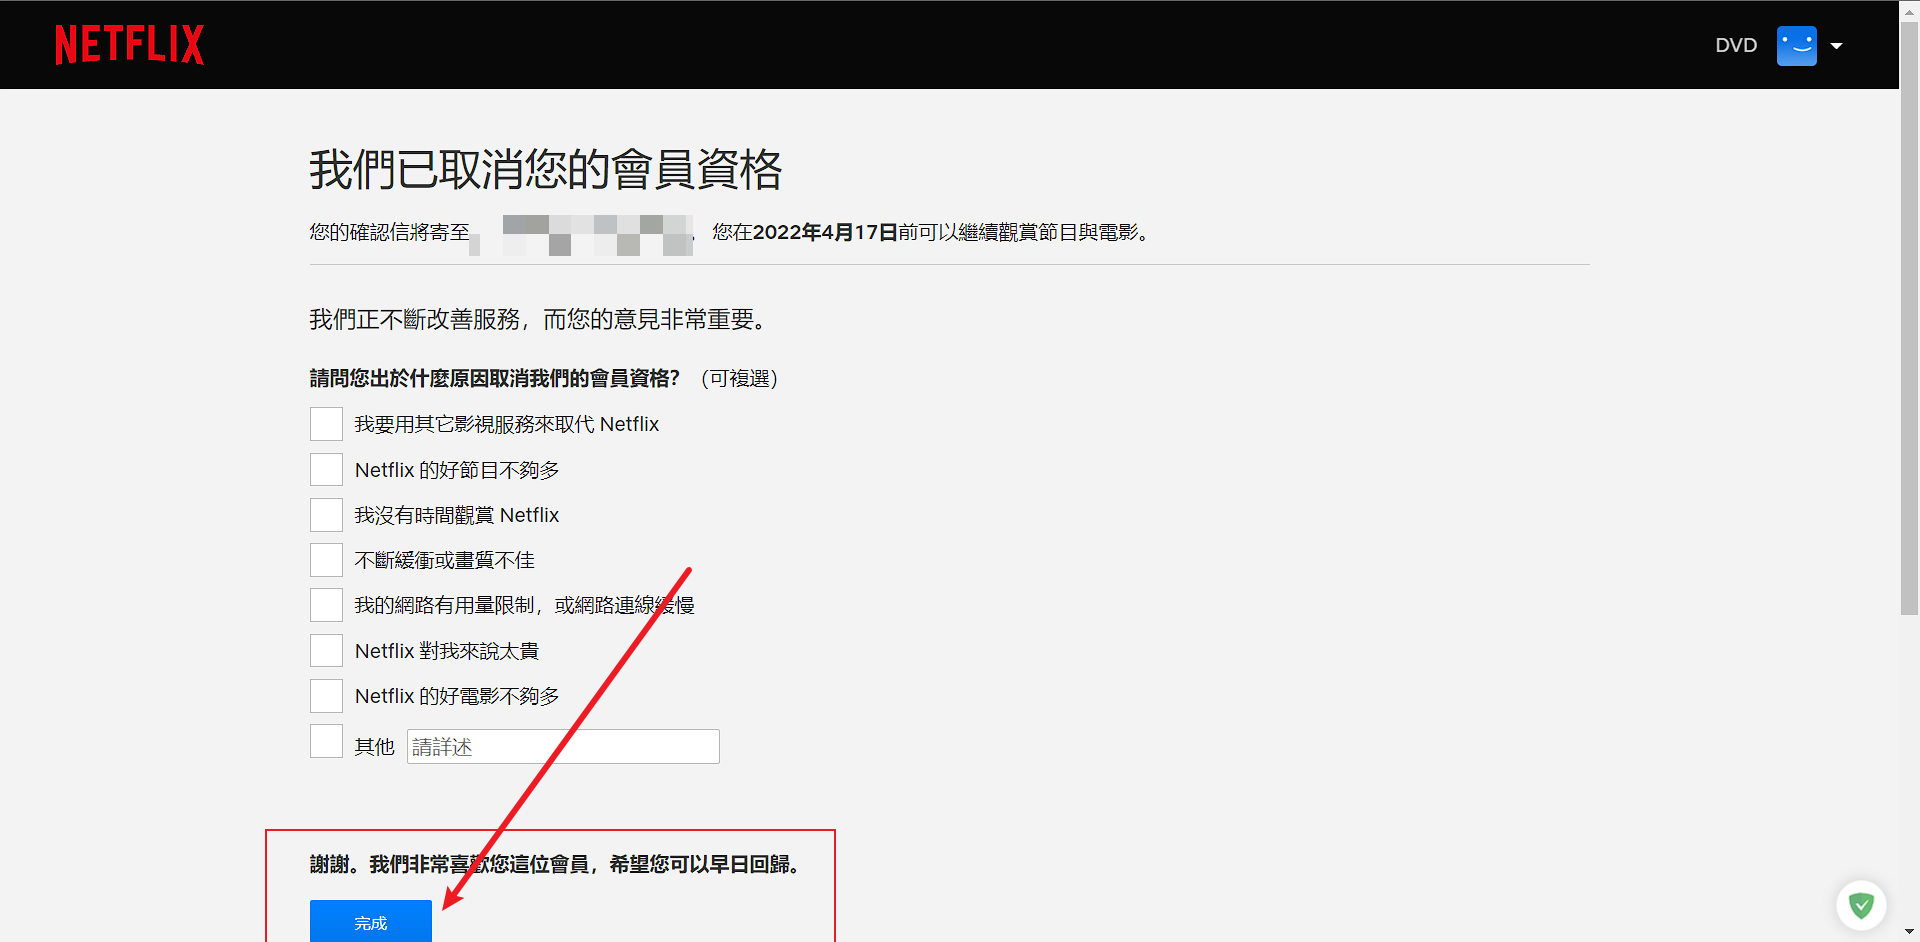 NETFLIX
DVD
我們已取消您的會員資格
您的確認信將寄至 。 您在2022年4月17日前可以繼續觀賞節目與電影。
我們正不斷改善服務，而您的意見非常重要。
請問您出於什麼原因取消我們的會員資格？ （可複選）
我要用其它影視服務來取代 Netflix
Netflix 的好節目不夠多
我沒有時間觀賞 Netflix
不斷緩衝或畫質不佳
我的網路有用量限制，或網路連線緩慢
Netflix 對我來說太貴
Netflix 的好電影不夠多
其他 請詳述
謝謝。我們非常喜歡您這位會員，希望您可以早日回歸。
完成